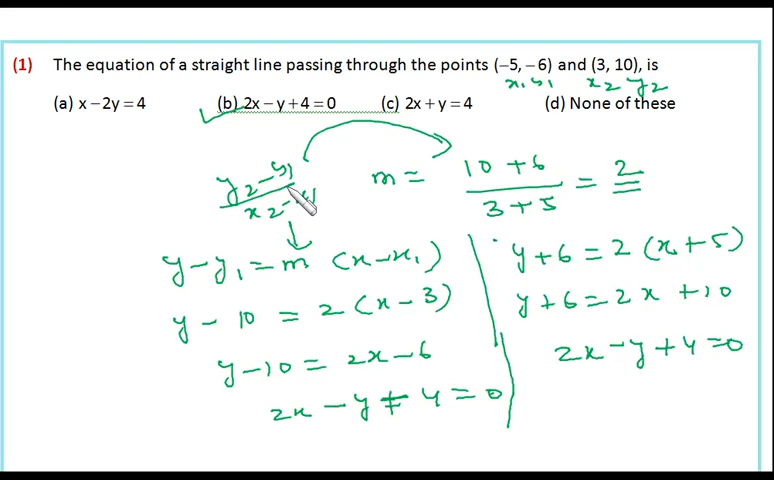 (1) The equation of a straight line passing through the points (−5, −6) and (3, 10), is
x₁ y₁ x₂ y₂
(a) x − 2y = 4 (b) 2x − y + 4 = 0 (c) 2x + y = 4 (d) None of these
y₂ − y₁ / x₂ − m = 10 + 6 / 3 + 5 = 2
y − y₁ = m (x − x₁)
y − 10 = 2 (x − 3)
y − 10 = 2x − 6
2x − y + 4 = 0
y + 6 = 2 (x + 5)
y + 6 = 2x + 10
2x − y + 4 = 0